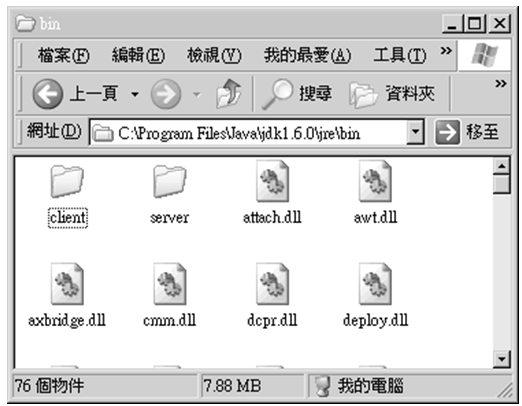 bin
檔案(F) 編輯(E) 檢視(V) 我的最愛(A) 工具(T) »
上一頁 搜尋 資料夾 »
網址(D) C:\Program Files\Java\jdk1.6.0\jre\bin 移至
client server attach.dll awt.dll
axbridge.dll cmm.dll dcpr.dll deploy.dll
76 個物件 7.88 MB 我的電腦